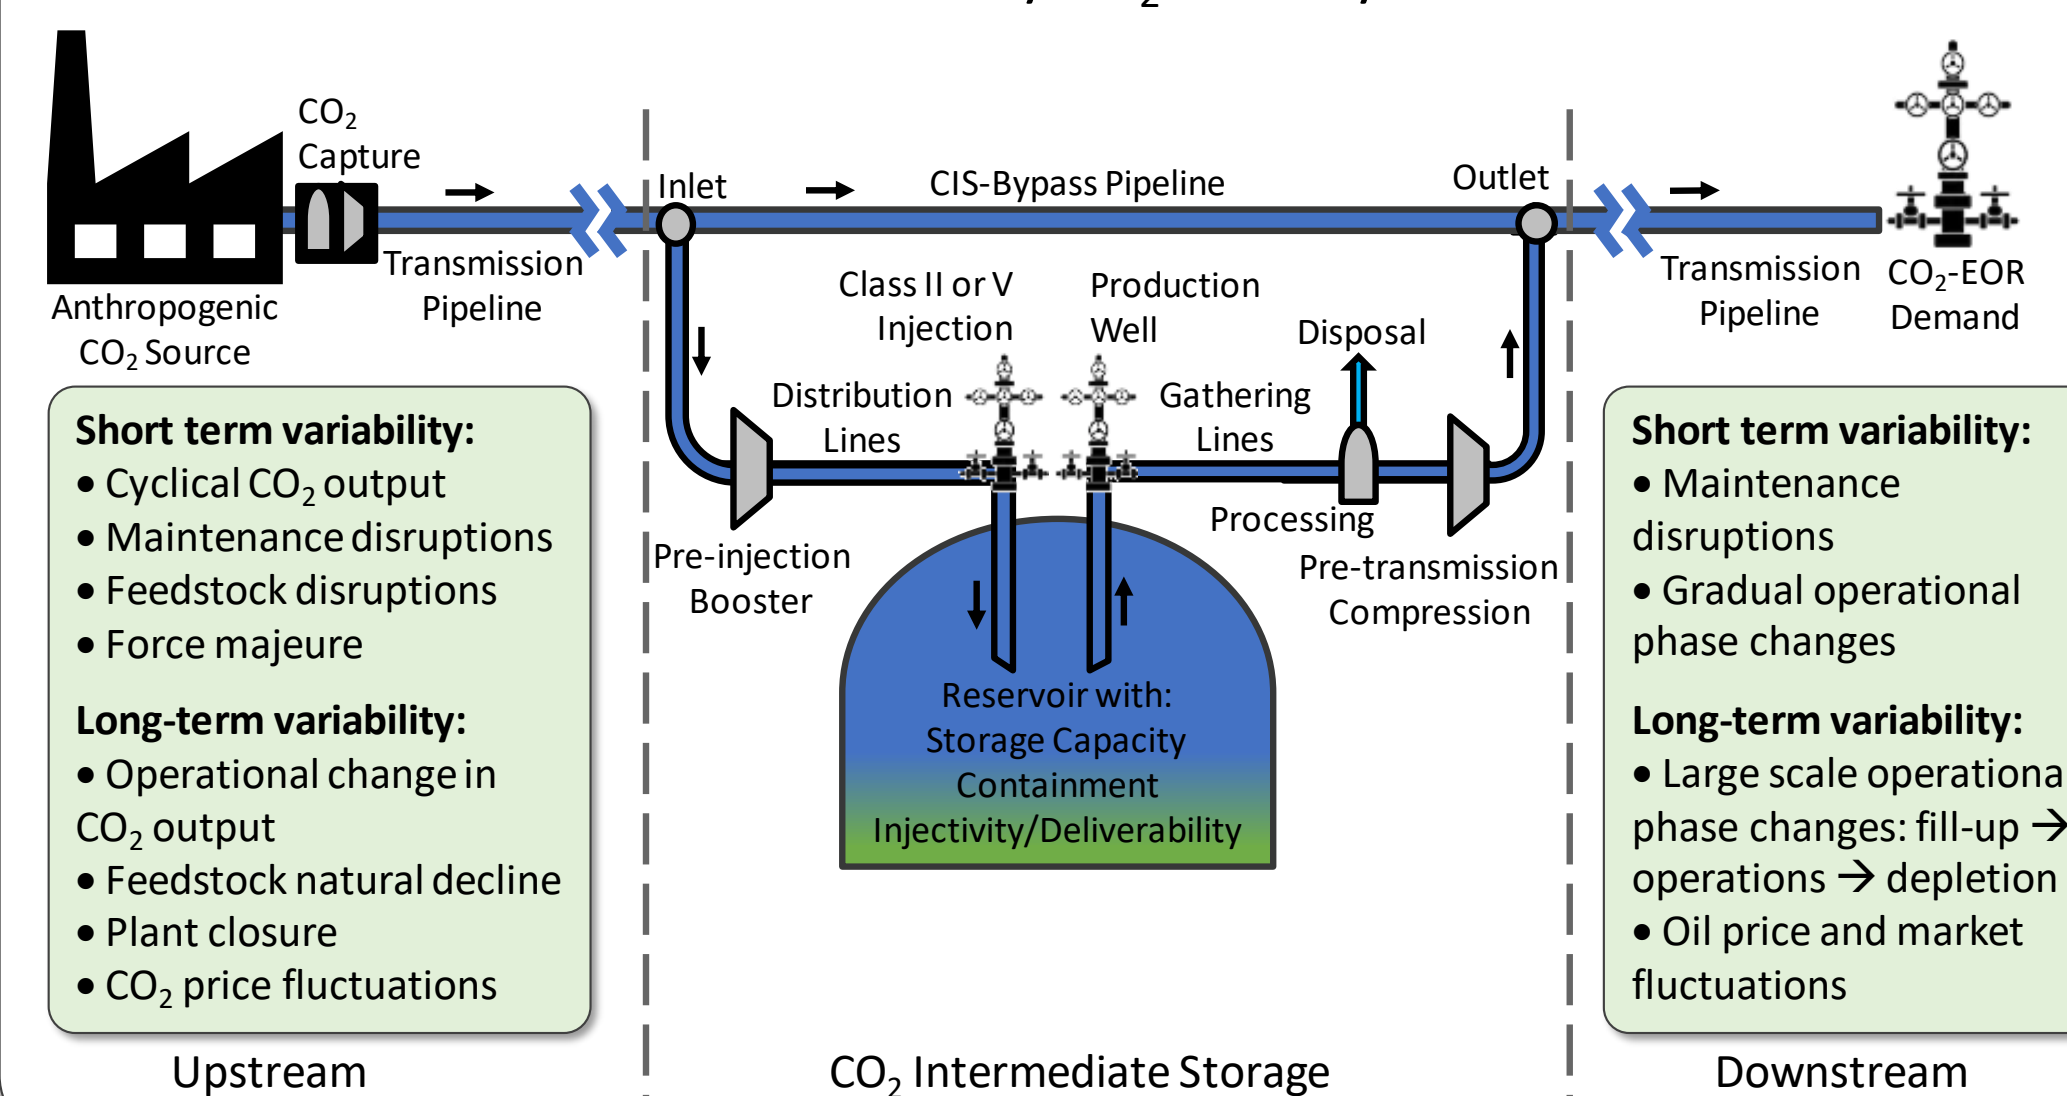 CO2
Capture
Transmission
Pipeline
Anthropogenic
CO2 Source
Short term variability:
• Cyclical CO2 output
• Maintenance disruptions
• Feedstock disruptions
• Force majeure
Long-term variability:
• Operational change in
CO2 output
• Feedstock natural decline
• Plant closure
• CO2 price fluctuations
Upstream
Inlet
CIS-Bypass Pipeline
Outlet
Class II or V
Injection
Production
Well
Disposal
Distribution
Lines
Gathering
Lines
Pre-injection
Booster
Processing
Pre-transmission
Compression
Reservoir with:
Storage Capacity
Containment
Injectivity/Deliverability
CO2 Intermediate Storage
Transmission
Pipeline
CO2-EOR
Demand
Short term variability:
• Maintenance
disruptions
• Gradual operational
phase changes
Long-term variability:
• Large scale operationa
phase changes: fill-up →
operations → depletion
• Oil price and market
fluctuations
Downstream